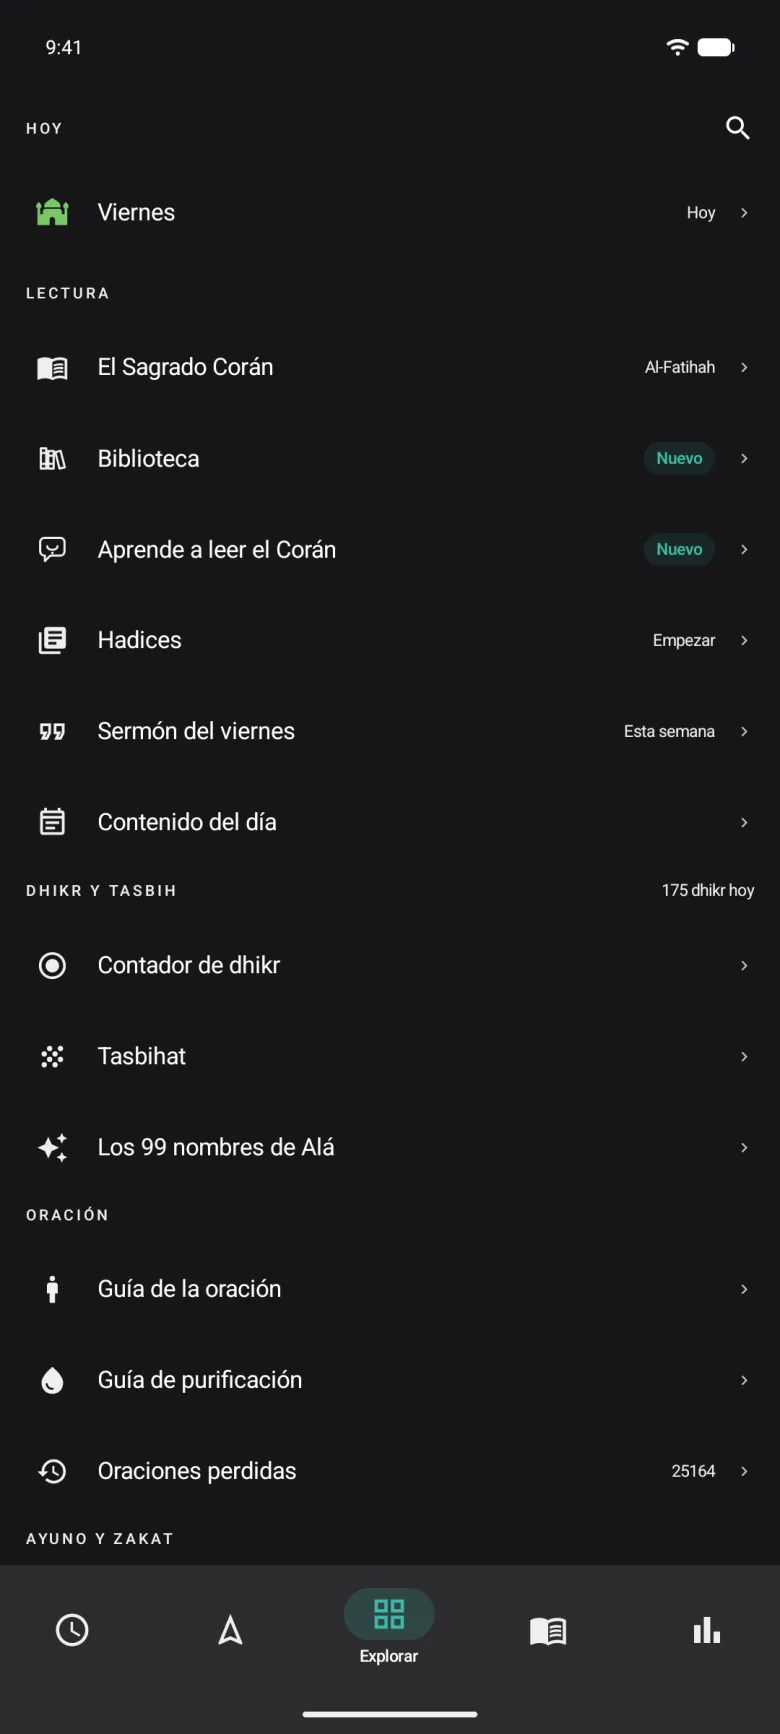 9:41
HOY
Viernes
Hoy
LECTURA
El Sagrado Corán
Al-Fatihah
Biblioteca
Nuevo
Aprende a leer el Corán
Nuevo
Hadices
Empezar
Sermón del viernes
Esta semana
Contenido del día
DHIKR Y TASBIH
175 dhikr hoy
Contador de dhikr
Tasbihat
Los 99 nombres de Alá
ORACIÓN
Guía de la oración
Guía de purificación
Oraciones perdidas
25164
AYUNO Y ZAKAT
Explorar